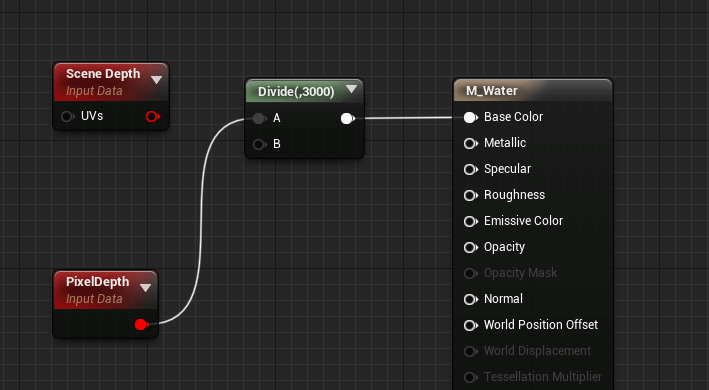 Scene Depth
Input Data
UVs
Divide(,3000)
A
B
PixelDepth
Input Data
M_Water
Base Color
Metallic
Specular
Roughness
Emissive Color
Opacity
Opacity Mask
Normal
World Position Offset
World Displacement
Tessellation Multiplier